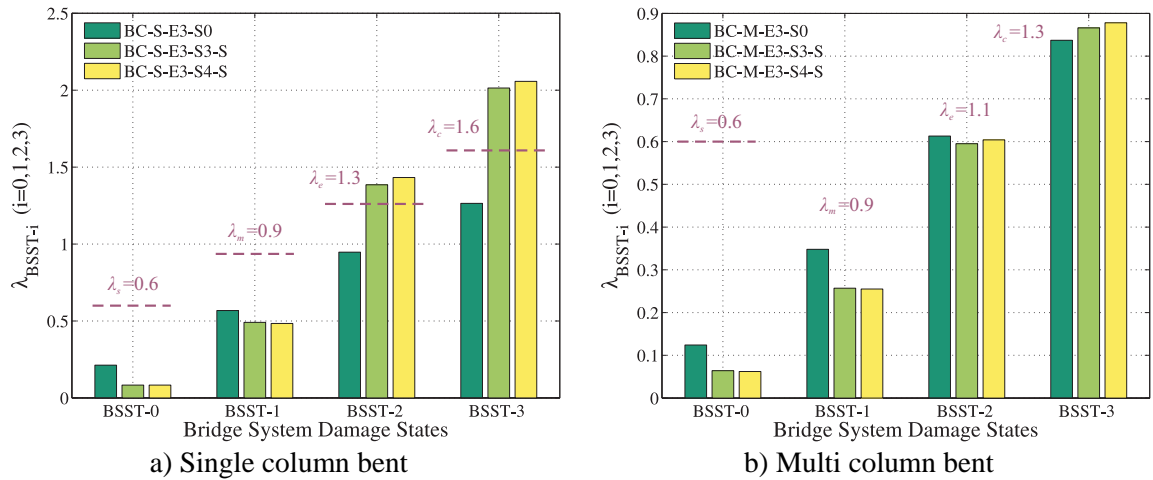 2.5
2
1.5
1
0.5
0
λBSST-i (i=0,1,2,3)
BC-S-E3-S0
BC-S-E3-S3-S
BC-S-E3-S4-S
λc=1.6
λe=1.3
λm=0.9
λs=0.6
BSST-0 BSST-1 BSST-2 BSST-3
Bridge System Damage States
a) Single column bent
0.9
0.8
0.7
0.6
0.5
0.4
0.3
0.2
0.1
0
λBSST-i (i=0,1,2,3)
BC-M-E3-S0
BC-M-E3-S3-S
BC-M-E3-S4-S
λc=1.3
λs=0.6
λe=1.1
λm=0.9
BSST-0 BSST-1 BSST-2 BSST-3
Bridge System Damage States
b) Multi column bent